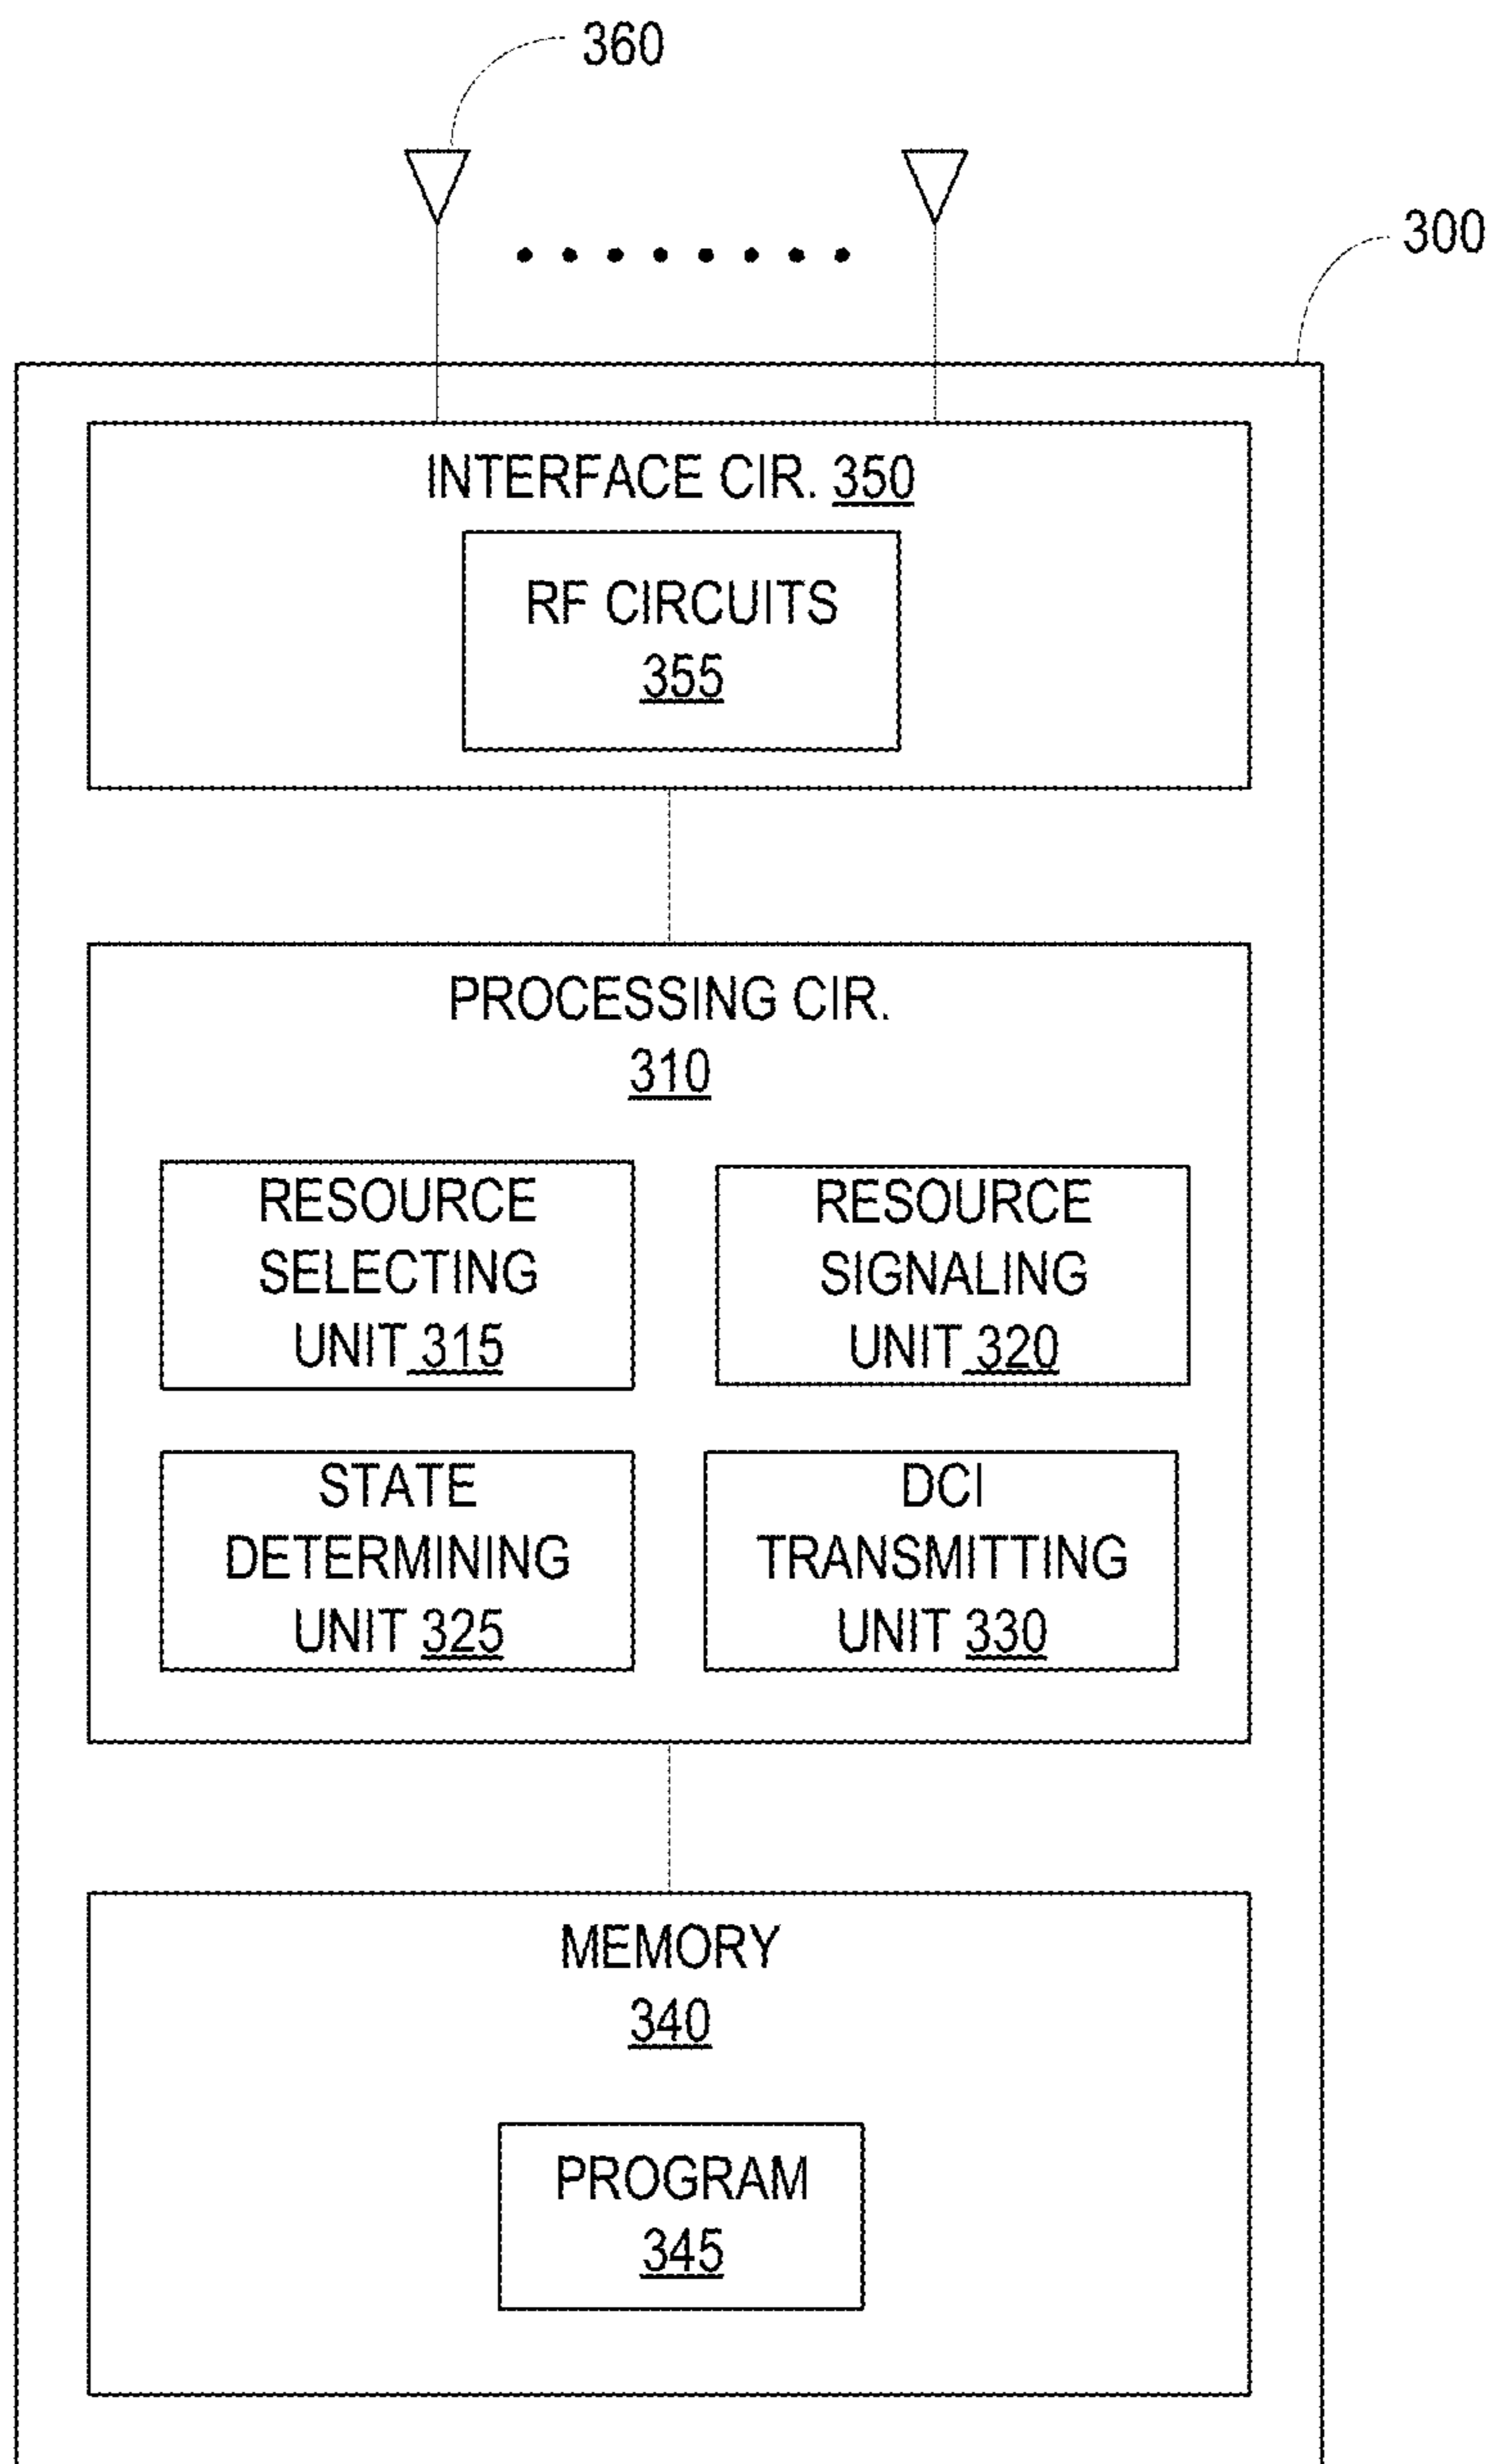 360
300
INTERFACE CIR. 350
RF CIRCUITS
355
PROCESSING CIR.
310
RESOURCE
SELECTING
UNIT 315
RESOURCE
SIGNALING
UNIT 320
STATE
DETERMINING
UNIT 325
DCI
TRANSMITTING
UNIT 330
MEMORY
340
PROGRAM
345